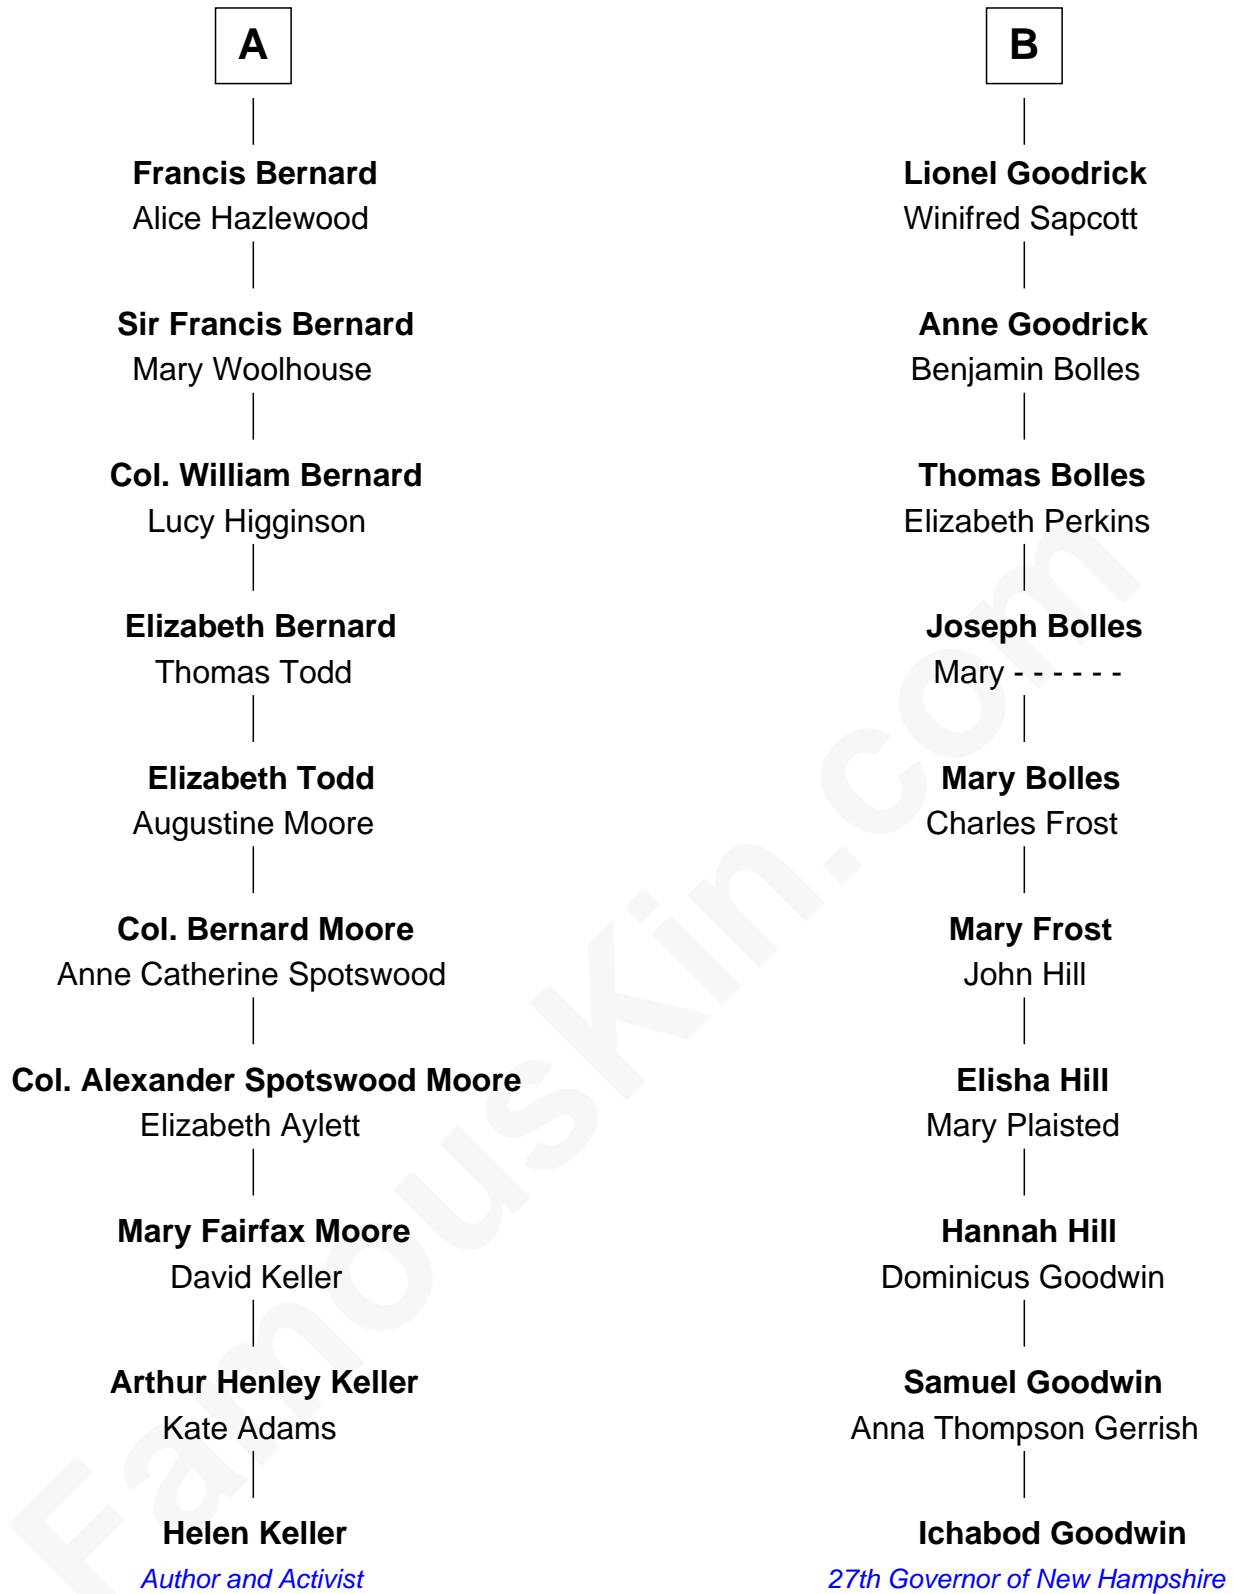 A
Francis Bernard
Alice Hazlewood
Sir Francis Bernard
Mary Woolhouse
Col. William Bernard
Lucy Higginson
Elizabeth Bernard
Thomas Todd
Elizabeth Todd
Augustine Moore
Col. Bernard Moore
Anne Catherine Spotswood
Col. Alexander Spotswood Moore
Elizabeth Aylett
Mary Fairfax Moore
David Keller
Arthur Henley Keller
Kate Adams
Helen Keller
Author and Activist
B
Lionel Goodrick
Winifred Sapcott
Anne Goodrick
Benjamin Bolles
Thomas Bolles
Elizabeth Perkins
Joseph Bolles
Mary - - - - - -
Mary Bolles
Charles Frost
Mary Frost
John Hill
Elisha Hill
Mary Plaisted
Hannah Hill
Dominicus Goodwin
Samuel Goodwin
Anna Thompson Gerrish
Ichabod Goodwin
27th Governor of New Hampshire
FamousKin.com